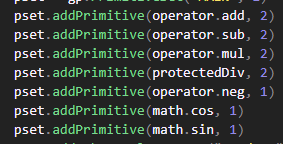 pset.addPrimitive(operator.add, 2)
pset.addPrimitive(operator.sub, 2)
pset.addPrimitive(operator.mul, 2)
pset.addPrimitive(protectedDiv, 2)
pset.addPrimitive(operator.neg, 1)
pset.addPrimitive(math.cos, 1)
pset.addPrimitive(math.sin, 1)